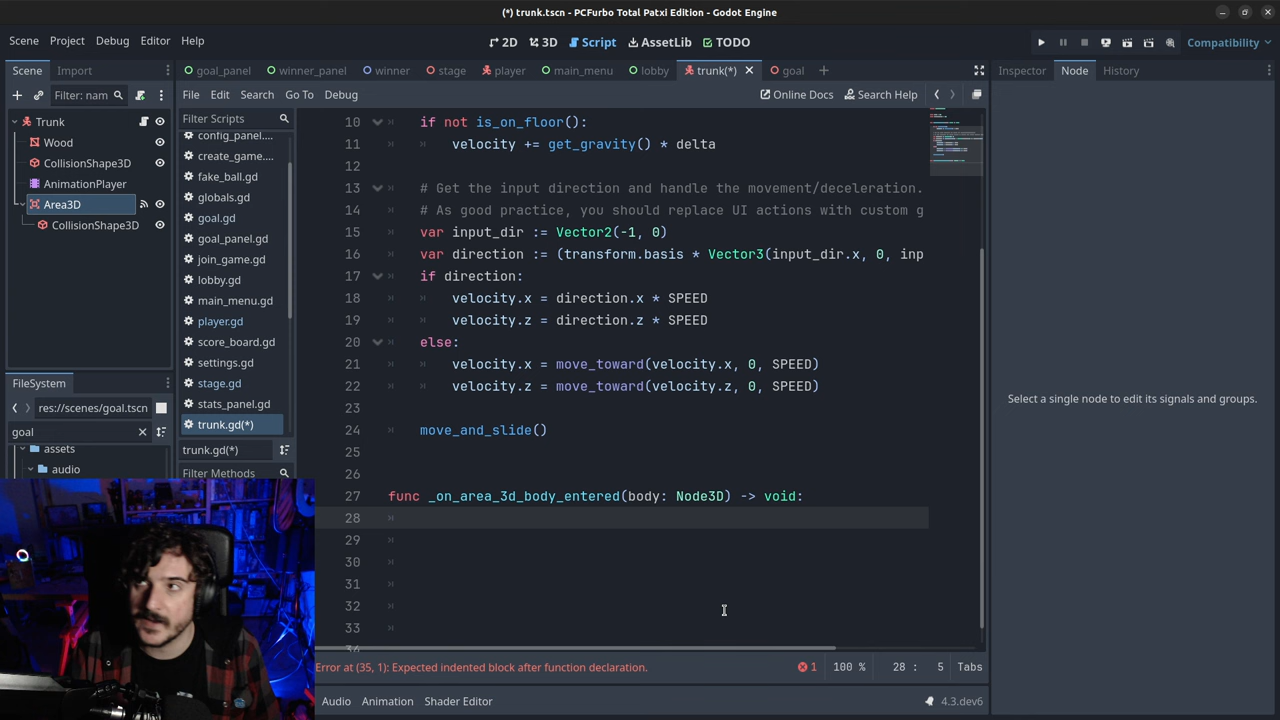 (*) trunk.tscn - PCFurbo Total Patxi Edition - Godot Engine
Scene Project Debug Editor Help
2D 3D Script AssetLib TODO
Compatibility
Scene Import
goal_panel winner_panel winner stage player main_menu lobby trunk(*) goal
Inspector Node History
Filter: nam
File Edit Search Go To Debug
Online Docs Search Help
Trunk
Wood
CollisionShape3D
AnimationPlayer
Area3D
CollisionShape3D
FileSystem
res://scenes/goal.tscn
goal
assets
audio
Filter Scripts
config_panel....
create_game....
fake_ball.gd
globals.gd
goal.gd
goal_panel.gd
join_game.gd
lobby.gd
main_menu.gd
player.gd
score_board.gd
settings.gd
stage.gd
stats_panel.gd
trunk.gd(*)
trunk.gd(*)
Filter Methods
10 if not is_on_floor():
11 velocity += get_gravity() * delta
12
13 # Get the input direction and handle the movement/deceleration.
14 # As good practice, you should replace UI actions with custom g
15 var input_dir := Vector2(-1, 0)
16 var direction := (transform.basis * Vector3(input_dir.x, 0, inp
17 if direction:
18 velocity.x = direction.x * SPEED
19 velocity.z = direction.z * SPEED
20 else:
21 velocity.x = move_toward(velocity.x, 0, SPEED)
22 velocity.z = move_toward(velocity.z, 0, SPEED)
23
24 move_and_slide()
25
26
27 func _on_area_3d_body_entered(body: Node3D) -> void:
28
29
30
31
32
33
34
Select a single node to edit its signals and groups.
Error at (35, 1): Expected indented block after function declaration.
1 100 % 28 : 5 Tabs
Audio Animation Shader Editor
4.3.dev6